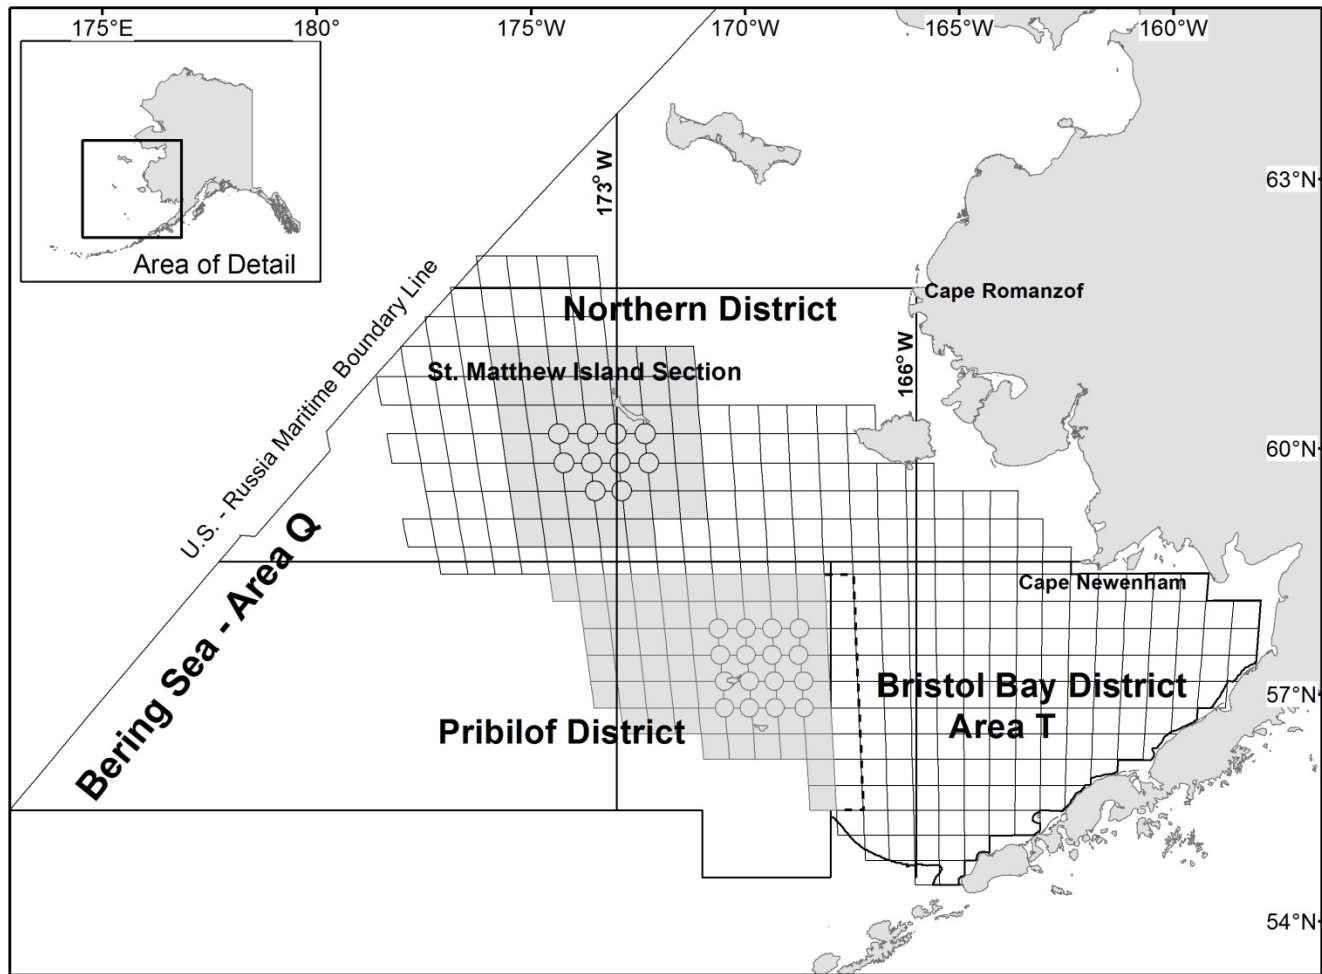 175°E 180° 175°W 170°W 165°W 160°W
Area of Detail
173° W
63°N
U.S. - Russia Maritime Boundary Line
Northern District
Cape Romanzof
St. Matthew Island Section
166° W
60°N
Bering Sea - Area Q
Cape Newenham
Bristol Bay District
Area T
57°N
Pribilof District
54°N